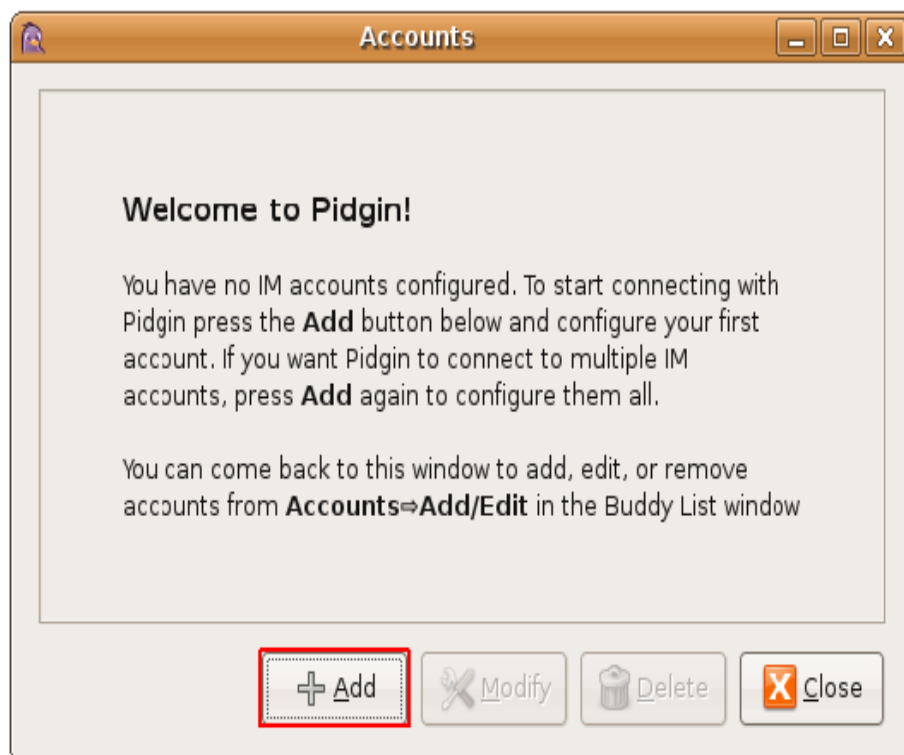 Accounts
Welcome to Pidgin!
You have no IM accounts configured. To start connecting with
Pidgin press the Add button below and configure your first
account. If you want Pidgin to connect to multiple IM
accounts, press Add again to configure them all.
You can come back to this window to add, edit, or remove
accounts from Accounts⇨Add/Edit in the Buddy List window
Add Modify Delete Close